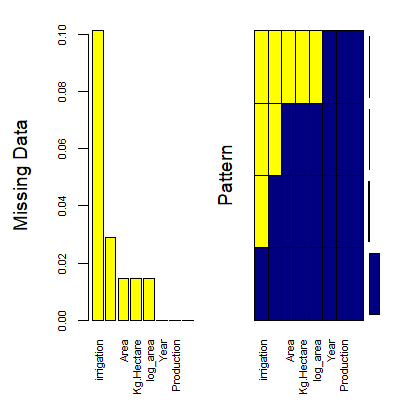 Missing Data
0.00
0.02
0.04
0.06
0.08
0.10
irrigation
Area
Kg.Hectare
log_area
Year
Production
Pattern
irrigation
Area
Kg.Hectare
log_area
Year
Production